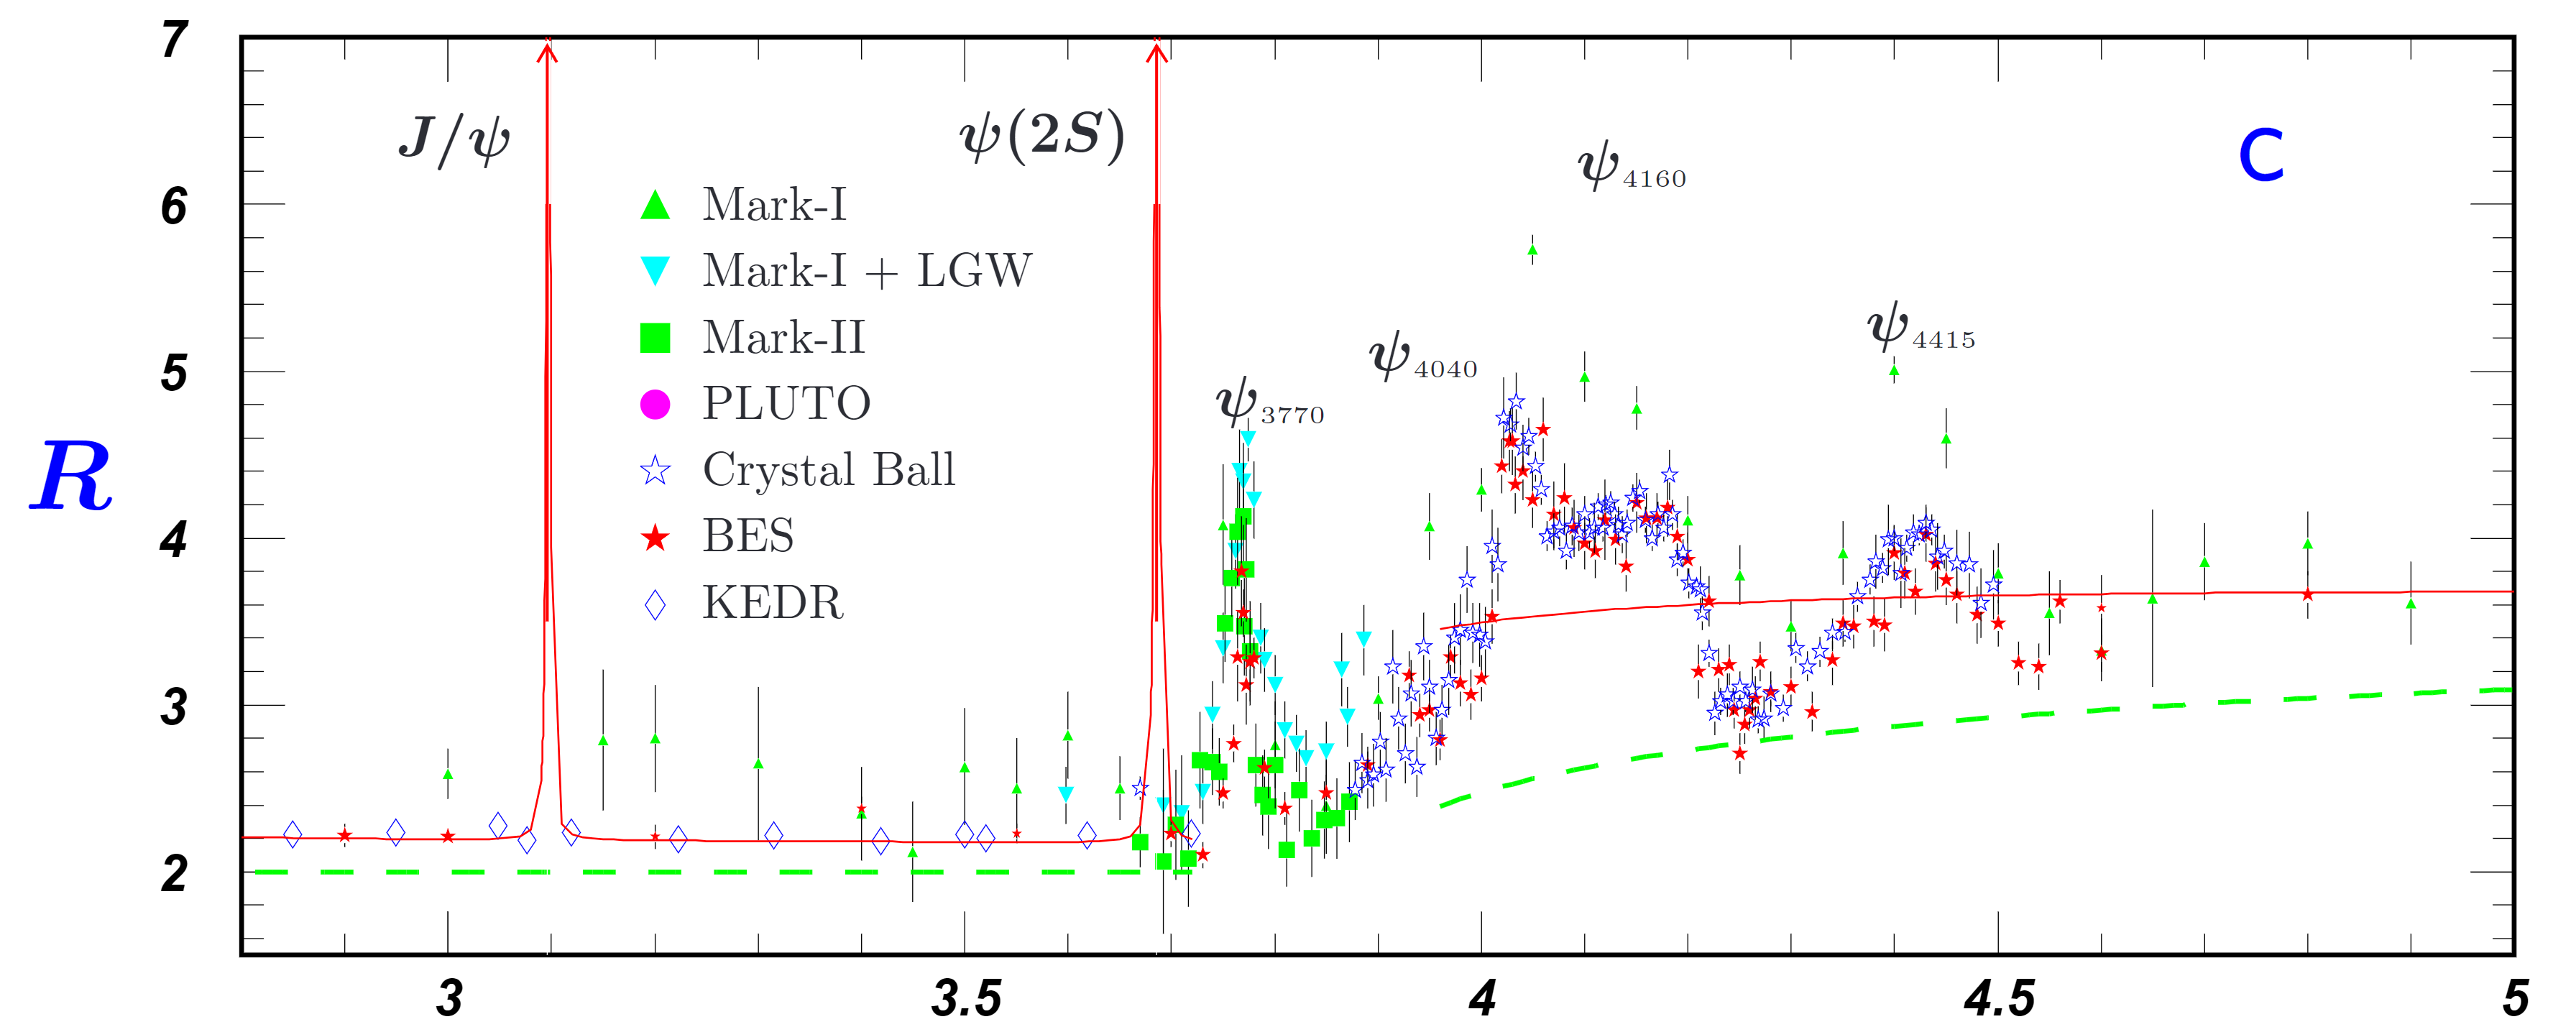 7
J/ψ
ψ(2S)
ψ4160
C
6
Mark-I
Mark-I + LGW
ψ4415
5
Mark-II
ψ4040
PLUTO
ψ3770
R
Crystal Ball
4
BES
KEDR
3
2
3 3.5 4 4.5 5